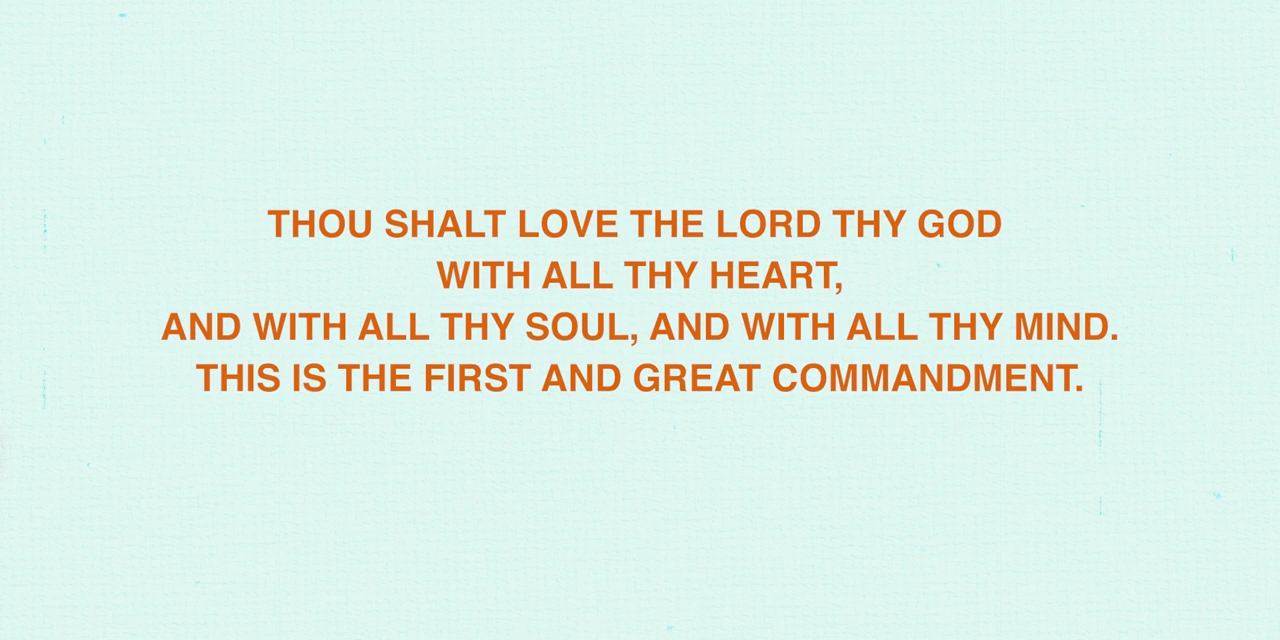 THOU SHALT LOVE THE LORD THY GOD
WITH ALL THY HEART,
AND WITH ALL THY SOUL, AND WITH ALL THY MIND.
THIS IS THE FIRST AND GREAT COMMANDMENT.